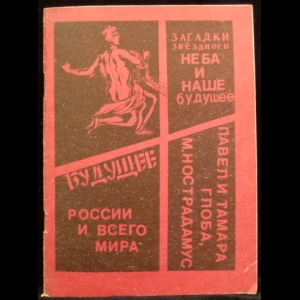 ЗАГАДКИ
ЗВЁЗДНОГО
НЕБА
И
НАШЕ
будущее
БУДУЩЕЕ
РОССИИ
И ВСЕГО
МИРА
ПАВЕЛ И ТАМАРА
ГЛОБА,
М.НОСТРАДАМУС